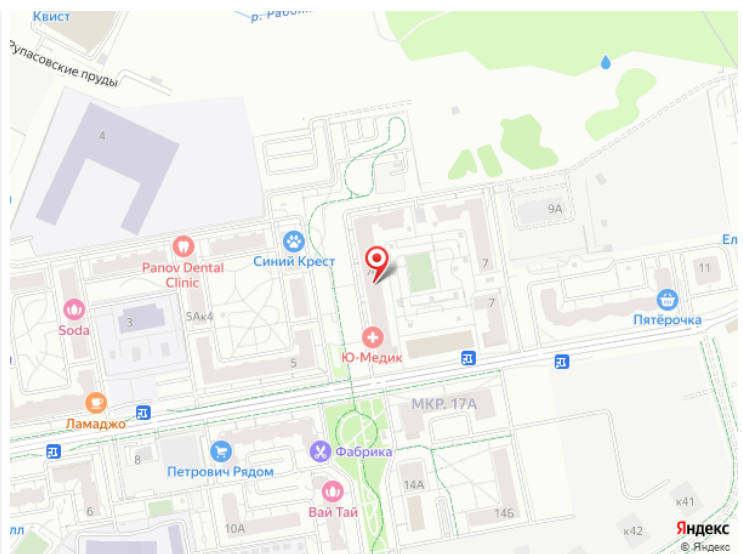 Квист
р. Рабо
Рупасовские пруды
4
9А
Синий Крест
Panov Dental
Clinic
7
Ел
11
Soda
3
5Ак4
7
Пятёрочка
5
Ю-Медик
Ламаджо
МКР. 17А
8
Петрович Рядом
Фабрика
6
14А
Вай Тай
14Б
10А
лл
к41
к42
Яндекс
© Яндекс